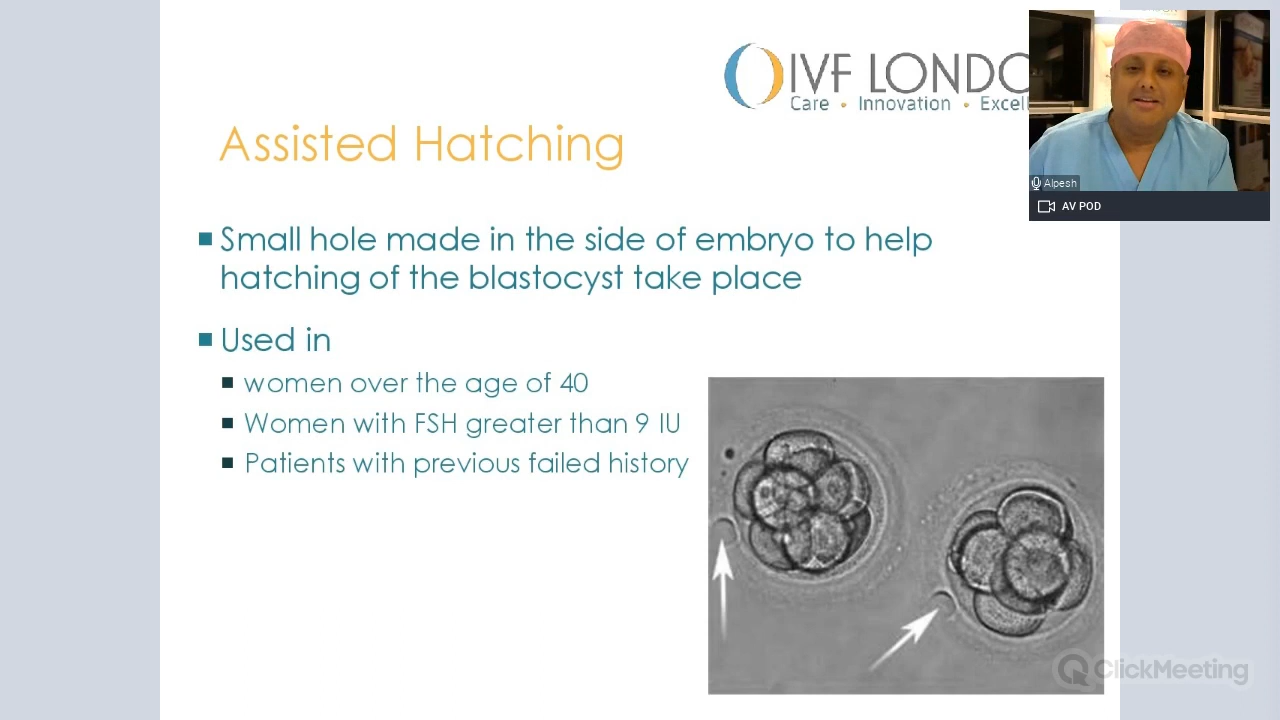 IVF LONDO
Care • Innovation • Excell
Assisted Hatching
Small hole made in the side of embryo to help
hatching of the blastocyst take place
Used in
women over the age of 40
Women with FSH greater than 9 IU
Patients with previous failed history
Alpesh
AV POD
ClickMeeting